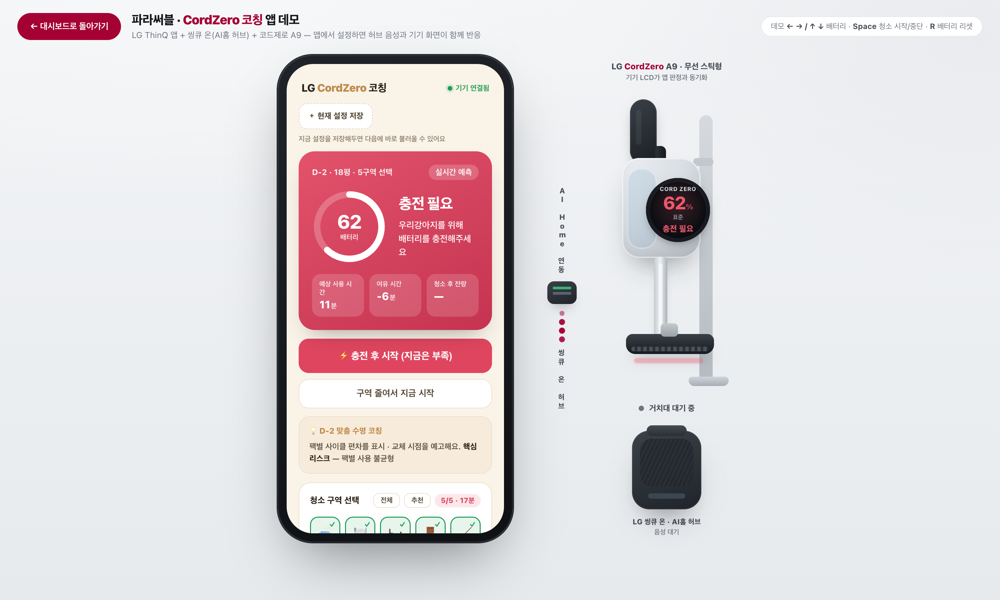 ← 대시보드로 돌아가기
파라써블 · CordZero 코칭 앱 데모
LG ThinQ 앱 + 씽큐 온(AI홈 허브) + 코드제로 A9 — 앱에서 설정하면 허브 음성과 기기 화면이 함께 반응
데모 ← → / ↑ ↓ 배터리 · Space 청소 시작/중단 · R 배터리 리셋
LG CordZero 코칭
기기 연결됨
+ 현재 설정 저장
지금 설정을 저장해두면 다음에 바로 불러올 수 있어요
D-2 · 18평 · 5구역 선택
실시간 예측
62
배터리
충전 필요
우리강아지를 위해
배터리를 충전해주세
요
예상 사용 시
간
11분
여유 시간
-6분
청소 후 잔량
—
⚡ 충전 후 시작 (지금은 부족)
구역 줄여서 지금 시작
💡 D-2 맞춤 수명 코칭
팩별 사이클 편차를 표시 · 교체 시점을 예고해요. 핵심
리스크 — 팩별 사용 불균형
청소 구역 선택
전체
추천
5/5 · 17분
AI Home 연동
씽큐 온 허브
LG CordZero A9 · 무선 스틱형
기기 LCD가 앱 판정과 동기화
CORD ZERO
62%
표준
충전 필요
거치대 대기 중
LG 씽큐 온 · AI홈 허브
음성 대기